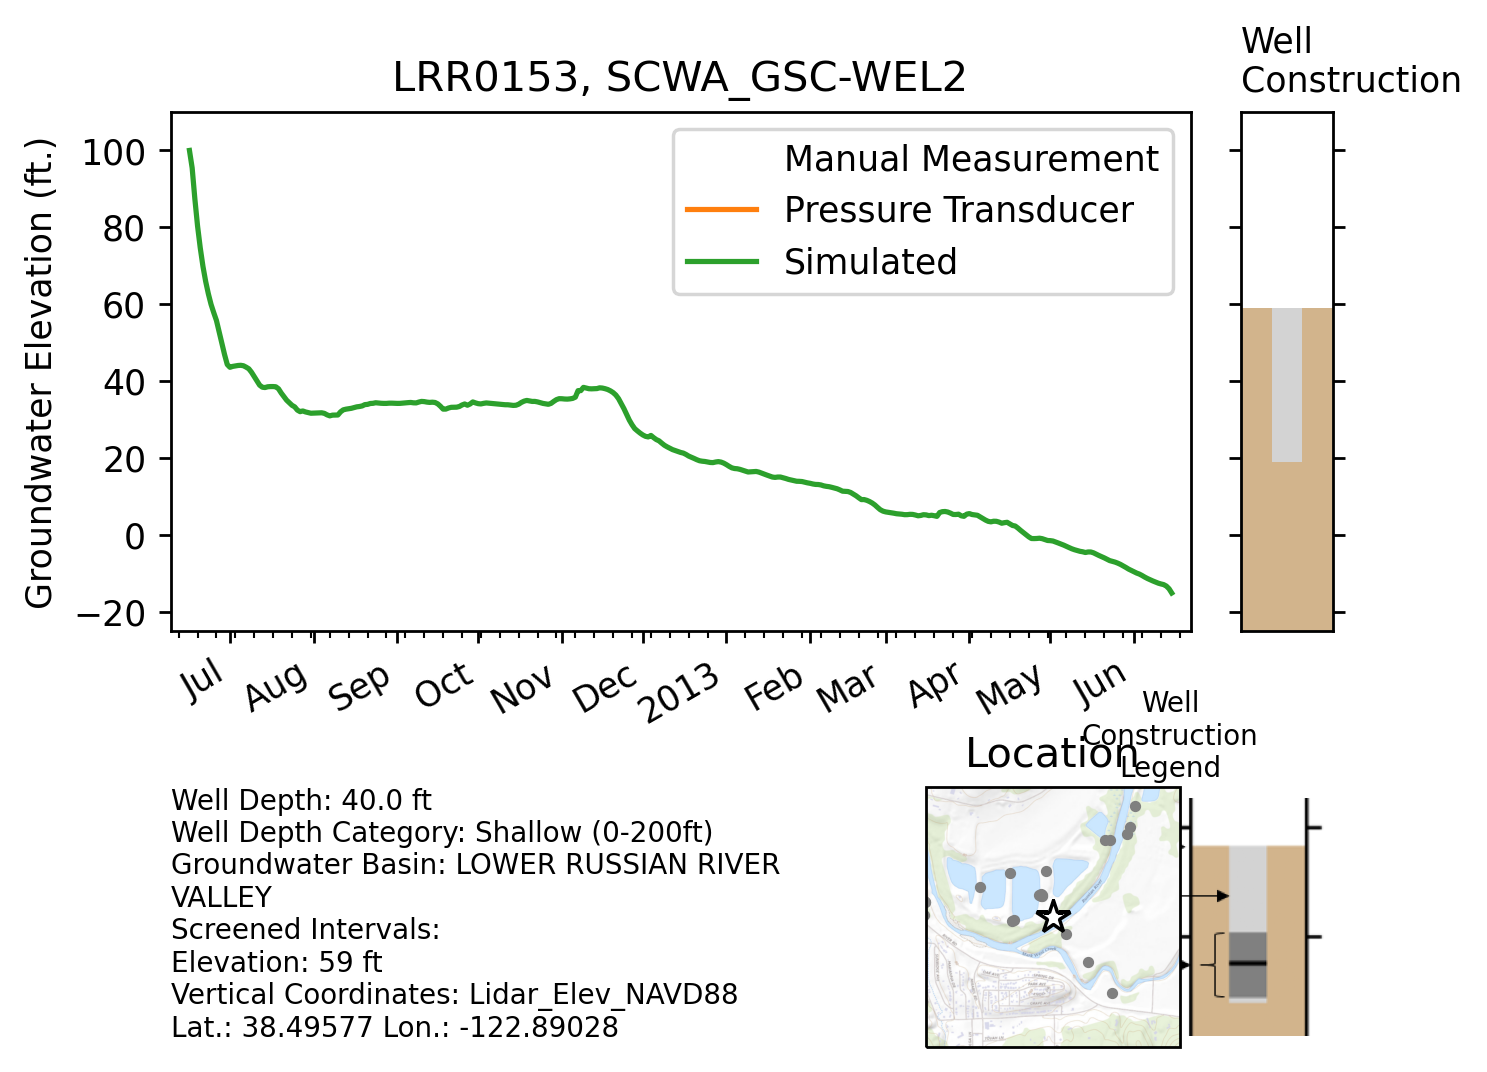 Well
Construction
LRR0153, SCWA_GSC-WEL2
Groundwater Elevation (ft.)
100
80
60
40
20
0
−20
Manual Measurement
Pressure Transducer
Simulated
Jul
Aug
Sep
Oct
Nov
Dec
2013
Feb
Mar
Apr
May
Jun
Well
Construction
Legend
Location
Well Depth: 40.0 ft
Well Depth Category: Shallow (0-200ft)
Groundwater Basin: LOWER RUSSIAN RIVER
VALLEY
Screened Intervals:
Elevation: 59 ft
Vertical Coordinates: Lidar_Elev_NAVD88
Lat.: 38.49577 Lon.: -122.89028